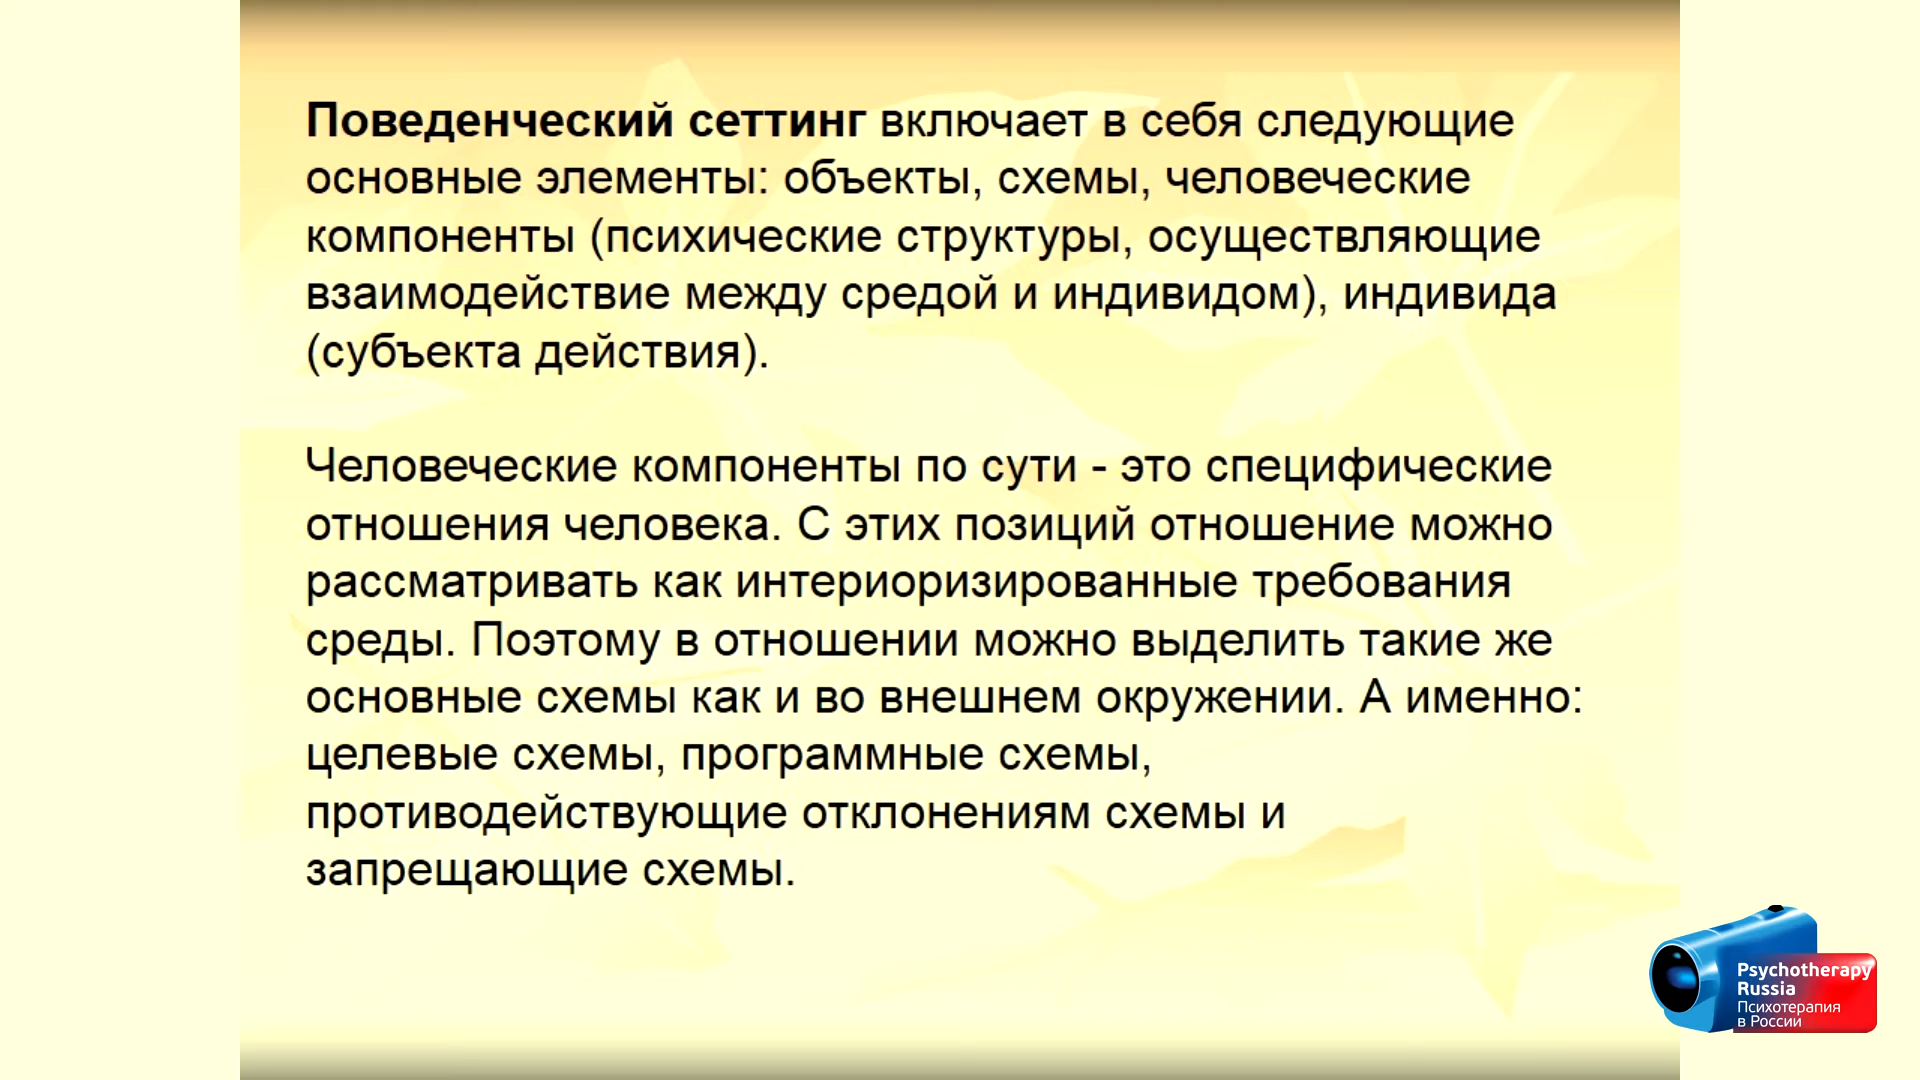 Поведенческий сеттинг включает в себя следующие
основные элементы: объекты, схемы, человеческие
компоненты (психические структуры, осуществляющие
взаимодействие между средой и индивидом), индивида
(субъекта действия).
Человеческие компоненты по сути - это специфические
отношения человека. С этих позиций отношение можно
рассматривать как интериоризированные требования
среды. Поэтому в отношении можно выделить такие же
основные схемы как и во внешнем окружении. А именно:
целевые схемы, программные схемы,
противодействующие отклонениям схемы и
запрещающие схемы.
Psychotherapy
Russia
Психотерапия
в России